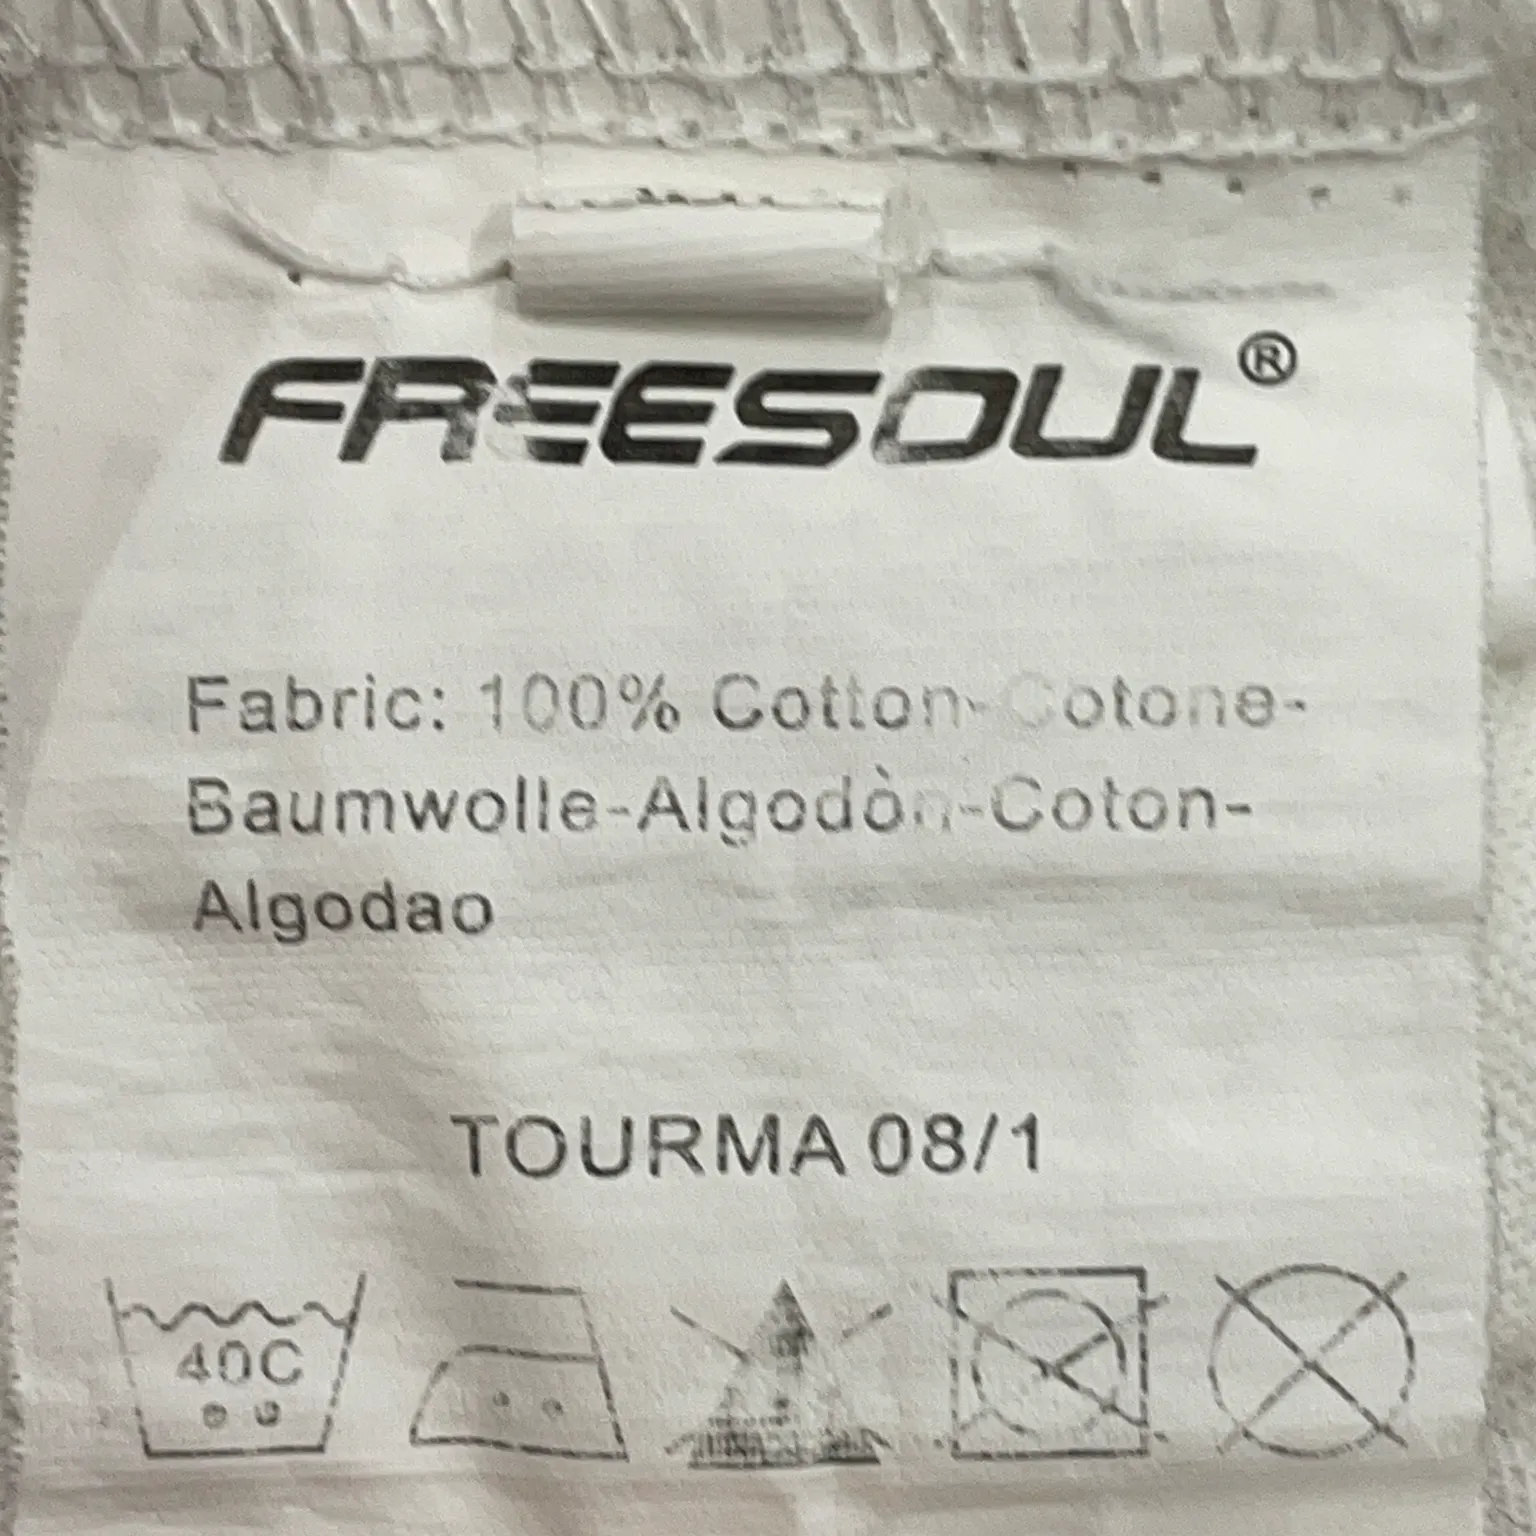 FREESOUL®
Fabric: 100% Cotton-Cotone-
Baumwolle-Algodòn-Coton-
Algodao
TOURMA 08/1
40C